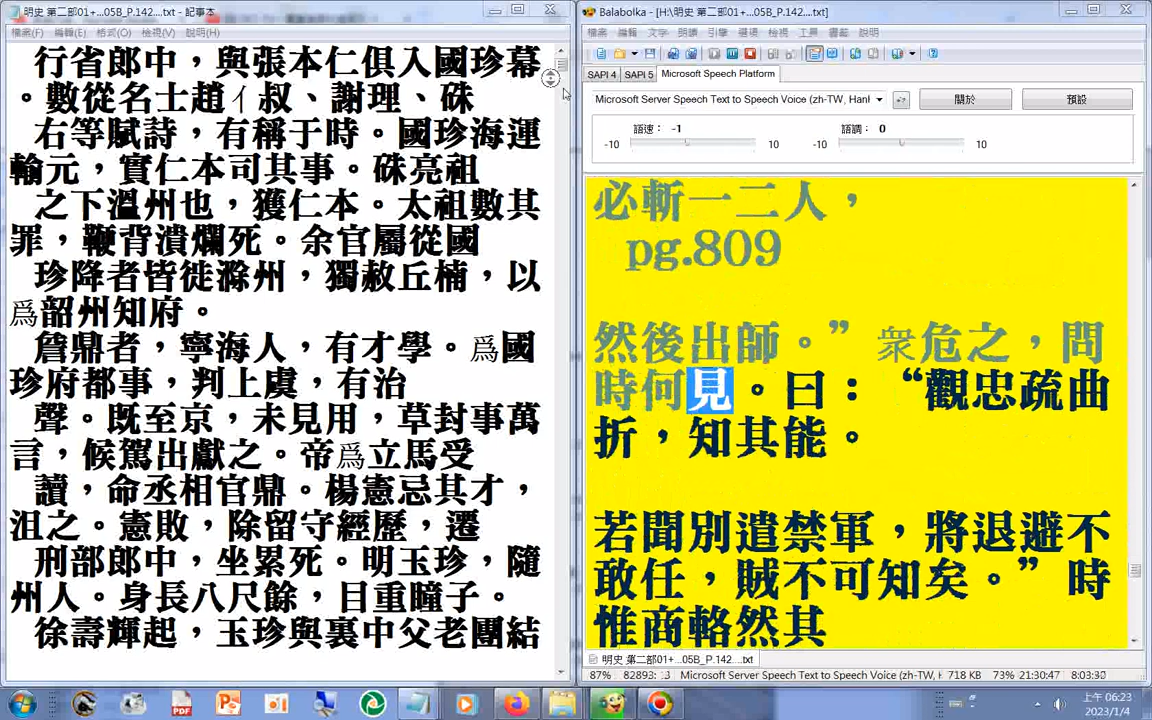 明史 第二部01+...05B_P.142....txt - 記事本
檔案(F) 編輯(E) 格式(O) 檢視(V) 說明(H)
行省郎中，與張本仁俱入國珍幕
。數從名士趙亻叔、謝理、硃
右等賦詩，有稱于時。國珍海運
輸元，實仁本司其事。硃亮祖
之下溫州也，獲仁本。太祖數其
罪，鞭背潰爛死。余官屬從國
珍降者皆徙滁州，獨赦丘楠，以
爲韶州知府。
詹鼎者，寧海人，有才學。爲國
珍府都事，判上虞，有治
聲。既至京，未見用，草封事萬
言，候駕出獻之。帝爲立馬受
讀，命丞相官鼎。楊憲忌其才，
沮之。憲敗，除留守經歷，遷
刑部郎中，坐累死。明玉珍，隨
州人。身長八尺餘，目重瞳子。
徐壽輝起，玉珍與裏中父老團結
Balabolka - [H:\明史 第二部01+...05B_P.142....txt]
檔案 編輯 文字 朗讀 引擎 選項 檢視 工具 書籤 說明
SAPI 4 SAPI 5 Microsoft Speech Platform
Microsoft Server Speech Text to Speech Voice (zh-TW, Hanl
關於 預設
語速： -1 語調： 0
-10 10 -10 10
必斬一二人，
pg.809
然後出師。”衆危之，問
時何見。曰：“觀忠疏曲
折，知其能。
若聞別遣禁軍，將退避不
敢任，賊不可知矣。”時
惟商輅然其
明史 第二部01+...05B_P.142....txt
87% Microsoft Server Speech Text to Speech Voice (zh-TW, H 718 KB 73% 21:30:47 8:03:30
上午 06:23
2023/1/4